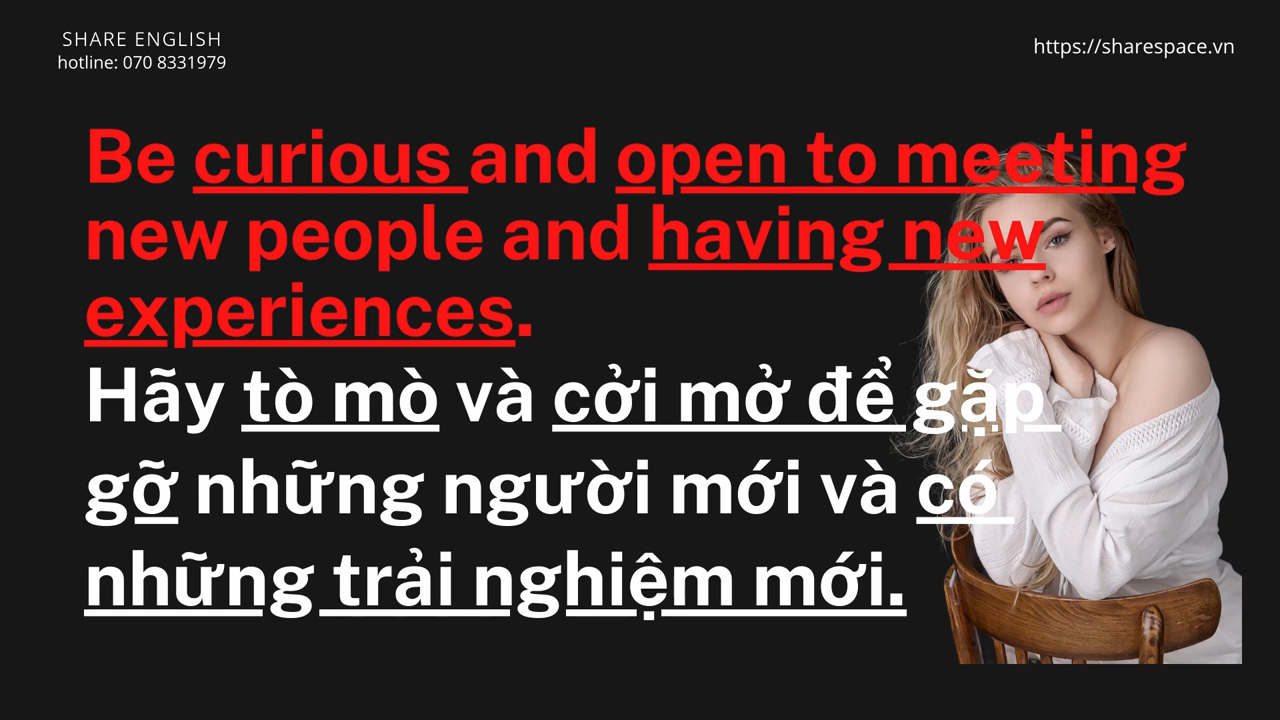 SHARE ENGLISH
hotline: 070 8331979
https://sharespace.vn
Be curious and open to meeting
new people and having new
experiences.
Hãy tò mò và cởi mở để gặp
gỡ những người mới và có
những trải nghiệm mới.